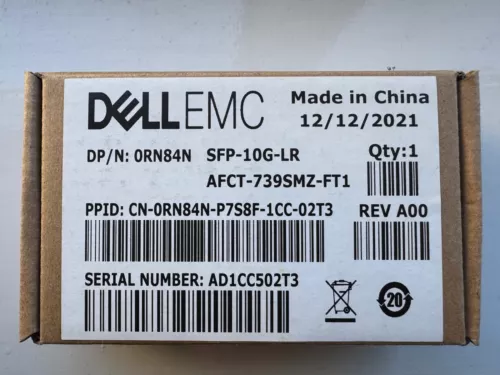 DELLEMC
Made in China
12/12/2021
DP/N: 0RN84N SFP-10G-LR Qty:1
AFCT-739SMZ-FT1
PPID: CN-0RN84N-P7S8F-1CC-02T3 REV A00
SERIAL NUMBER: AD1CC502T3
20